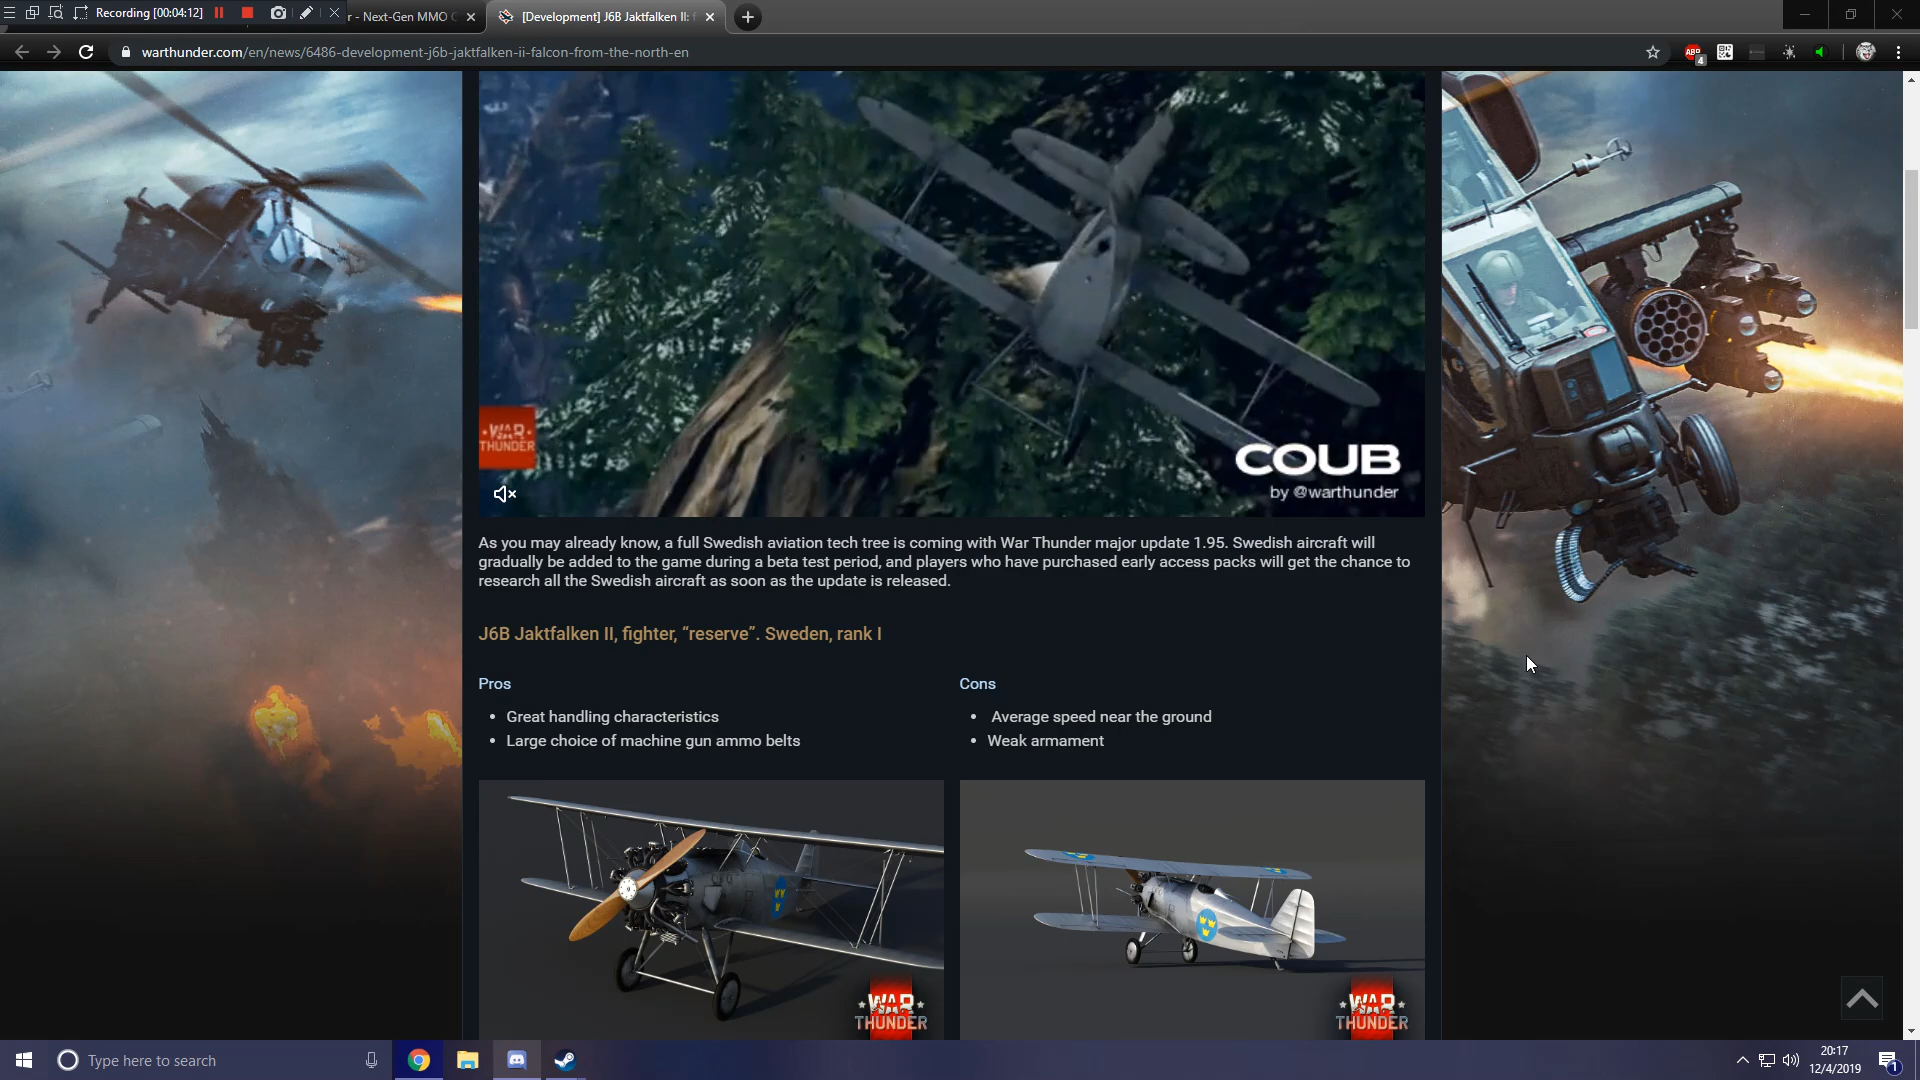 Recording [00:04:12]
r - Next-Gen MMO C
[Development] J6B Jaktfalken II: f
warthunder.com/en/news/6486-development-j6b-jaktfalken-ii-falcon-from-the-north-en
ABP
4
WAR
THUNDER
COUB
by @warthunder
As you may already know, a full Swedish aviation tech tree is coming with War Thunder major update 1.95. Swedish aircraft will
gradually be added to the game during a beta test period, and players who have purchased early access packs will get the chance to
research all the Swedish aircraft as soon as the update is released.
J6B Jaktfalken II, fighter, “reserve”. Sweden, rank I
Pros
• Great handling characteristics
• Large choice of machine gun ammo belts
Cons
• Average speed near the ground
• Weak armament
WAR
THUNDER
WAR
THUNDER
Type here to search
20:17
12/4/2019
1